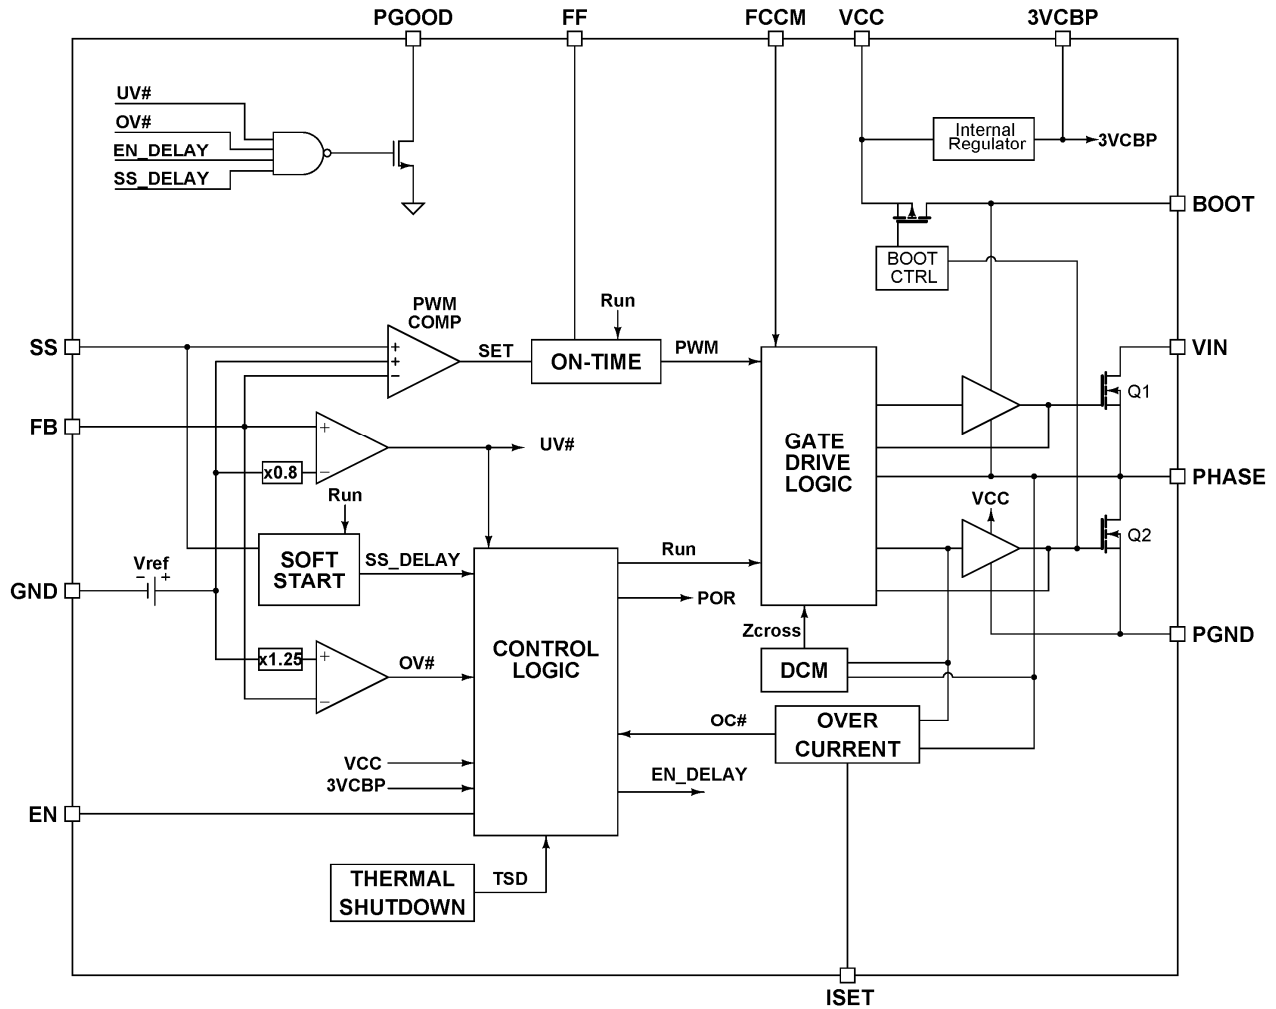 PGOOD
FF
FCCM
VCC
3VCBP
UV#
OV#
EN_DELAY
SS_DELAY
Internal
Regulator
3VCBP
BOOT
BOOT
CTRL
PWM
COMP
Run
SS
+
+
−
SET
ON-TIME
PWM
VIN
Q1
FB
+
−
x0.8
UV#
GATE
DRIVE
LOGIC
PHASE
VCC
Q2
Run
SOFT
START
SS_DELAY
Run
Vref
− +
GND
POR
Zcross
PGND
CONTROL
LOGIC
x1.25
+
−
OV#
DCM
OC#
OVER
CURRENT
VCC
3VCBP
EN_DELAY
EN
THERMAL
SHUTDOWN
TSD
ISET